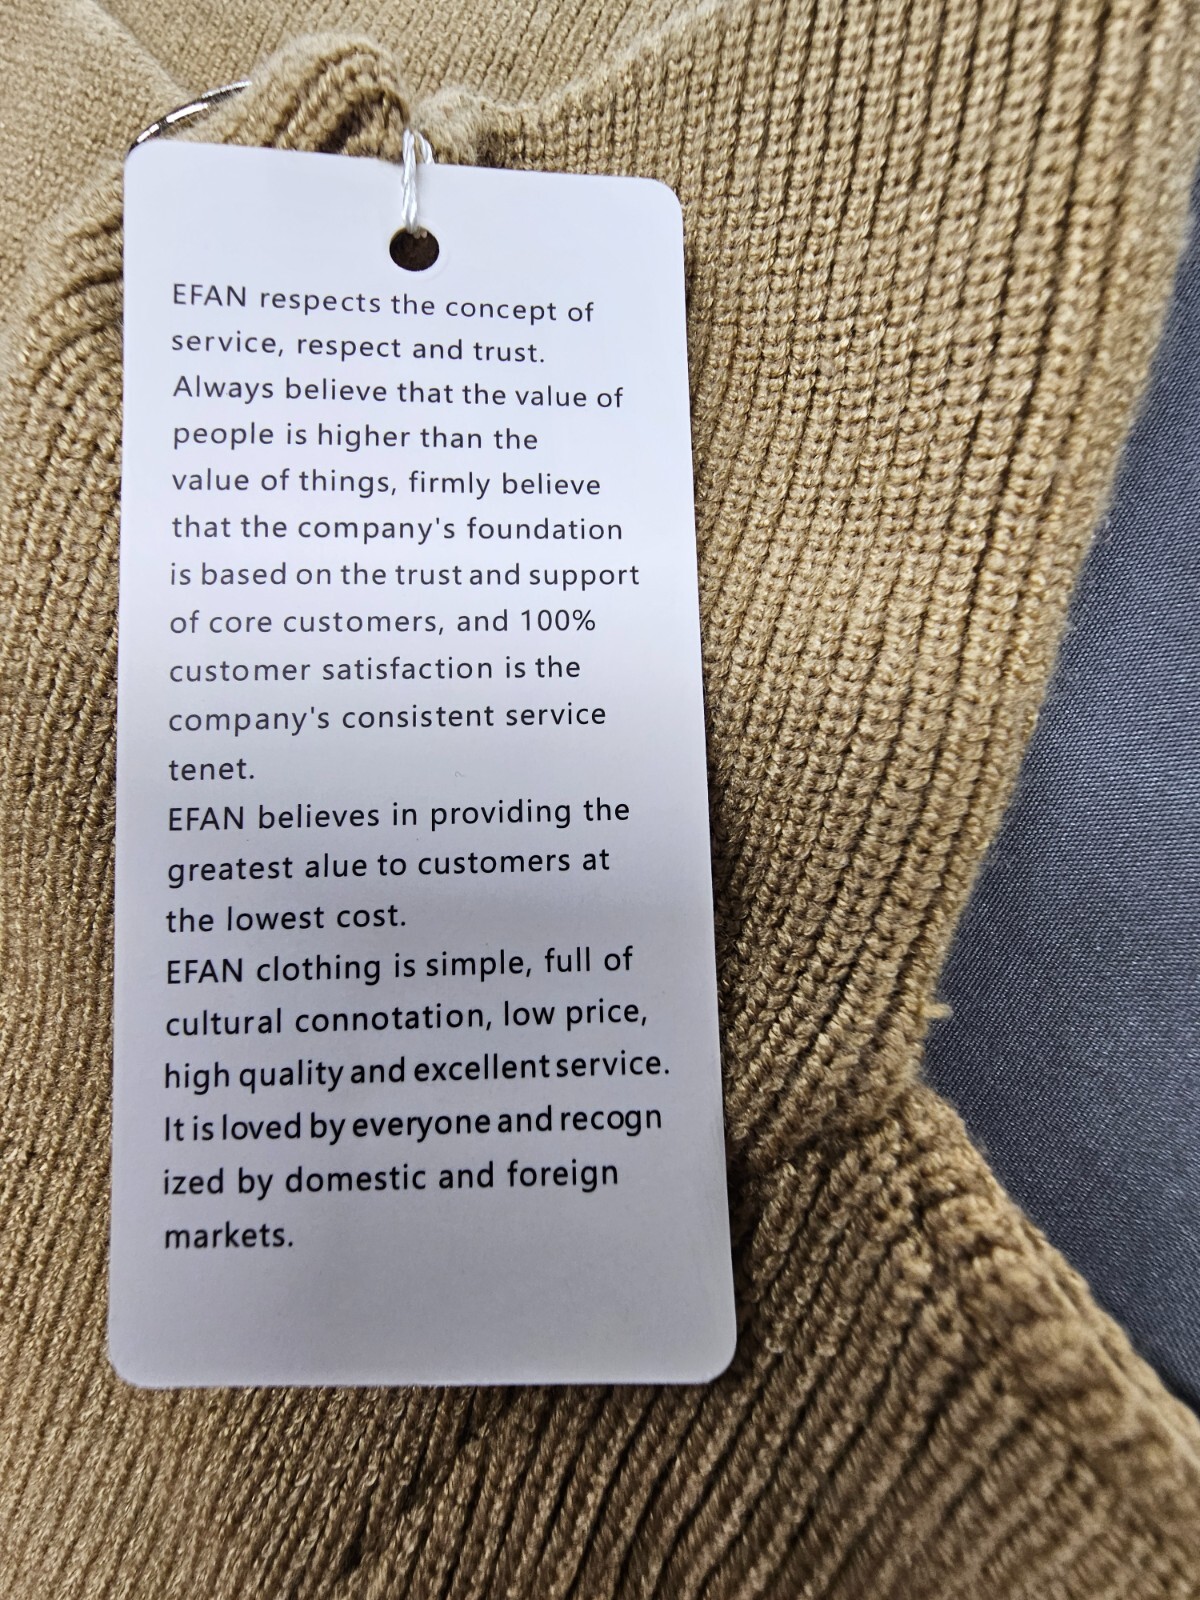 EFAN respects the concept of
service, respect and trust.
Always believe that the value of
people is higher than the
value of things, firmly believe
that the company's foundation
is based on the trust and support
of core customers, and 100%
customer satisfaction is the
company's consistent service
tenet.
EFAN believes in providing the
greatest alue to customers at
the lowest cost.
EFAN clothing is simple, full of
cultural connotation, low price,
high quality and excellent service.
It is loved by everyone and recogn
ized by domestic and foreign
markets.